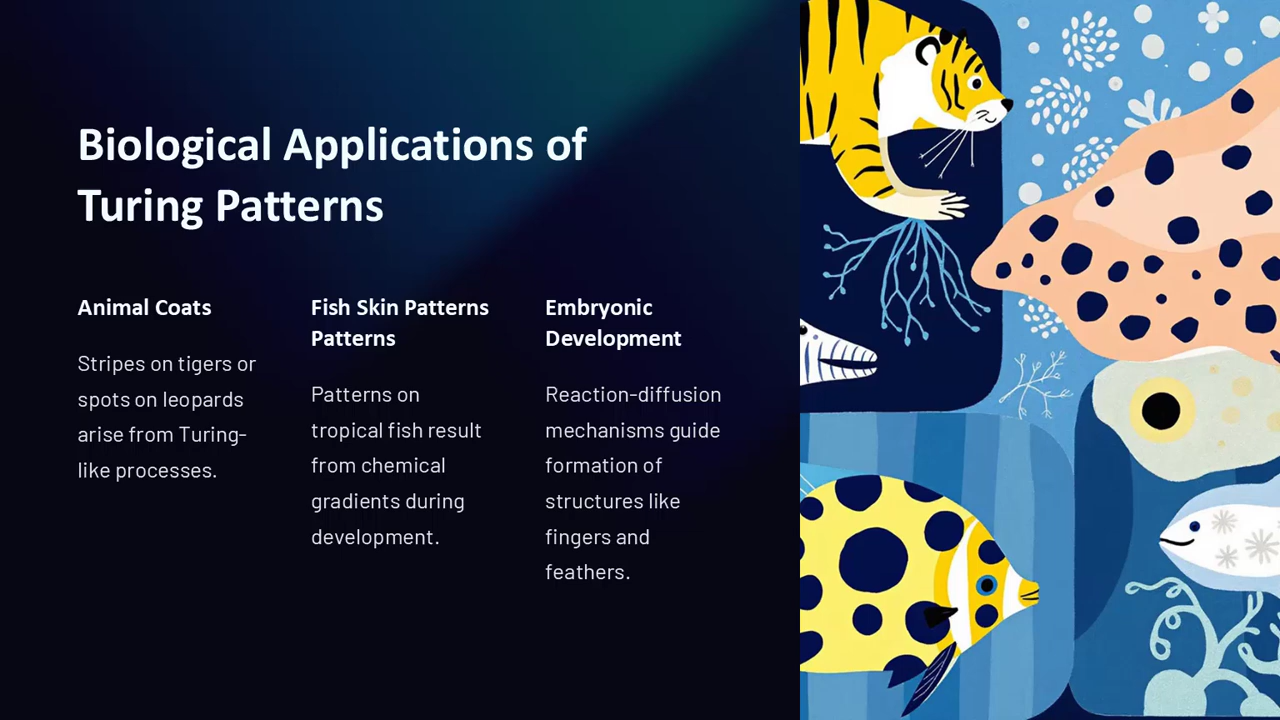 Biological Applications of
Turing Patterns
Animal Coats
Stripes on tigers or
spots on leopards
arise from Turing-
like processes.
Fish Skin Patterns
Patterns
Patterns on
tropical fish result
from chemical
gradients during
development.
Embryonic
Development
Reaction-diffusion
mechanisms guide
formation of
structures like
fingers and
feathers.